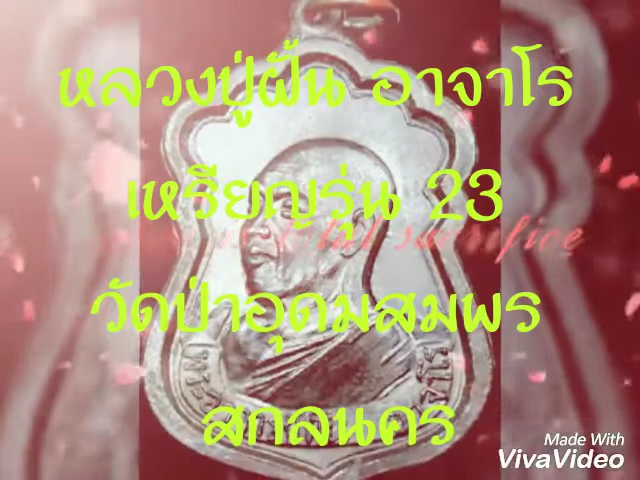 หลวงปู่ฝั้น อาจาโร
เหรียญรุ่น 23
sacrifice
วัดป่าอุดมสมพร
สกลนคร
Made With
VivaVideo